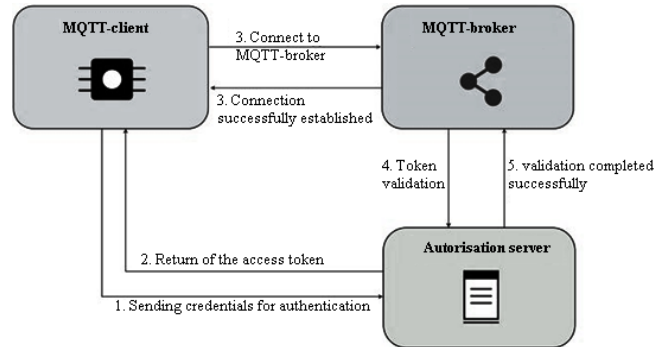 MQTT-client
MQTT-broker
3. Connect to
MQTT-broker
3. Connection
successfully established
4. Token
validation
5. validation completed
successfully
Autorisation server
2. Return of the access token
1. Sending credentials for authentication